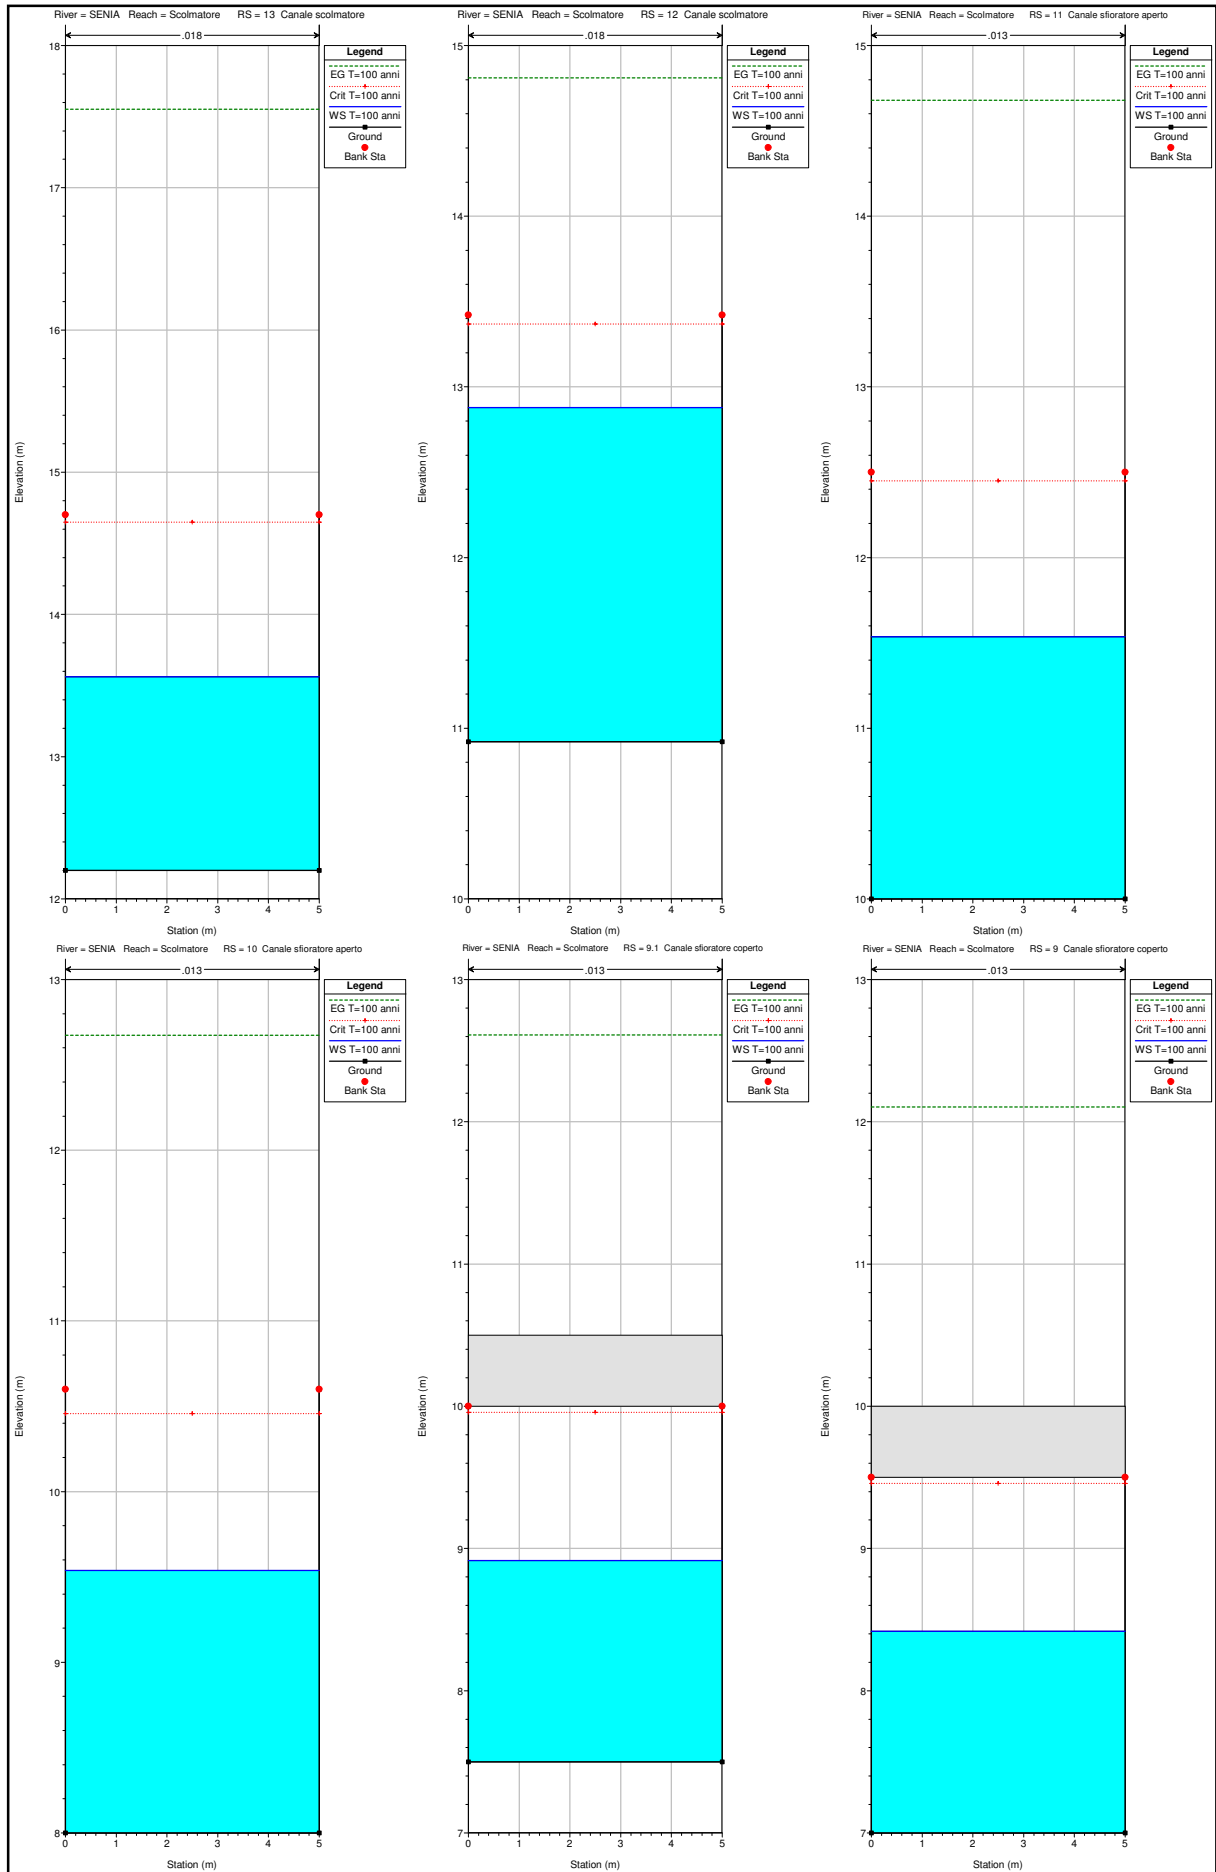 River = SENIA   Reach = Scolmatore      RS = 13  Canale scolmatore
.018
Legend
EG T=100 anni
Crit T=100 anni
WS T=100 anni
Ground
Bank Sta
18
17
16
15
14
13
12
Elevation (m)
0 1 2 3 4 5
Station (m)
River = SENIA   Reach = Scolmatore      RS = 12  Canale scolmatore
.018
Legend
EG T=100 anni
Crit T=100 anni
WS T=100 anni
Ground
Bank Sta
15
14
13
12
11
10
Elevation (m)
0 1 2 3 4 5
Station (m)
River = SENIA   Reach = Scolmatore      RS = 11  Canale sfioratore aperto
.013
Legend
EG T=100 anni
Crit T=100 anni
WS T=100 anni
Ground
Bank Sta
15
14
13
12
11
10
Elevation (m)
0 1 2 3 4 5
Station (m)
River = SENIA   Reach = Scolmatore      RS = 10  Canale sfioratore aperto
.013
Legend
EG T=100 anni
Crit T=100 anni
WS T=100 anni
Ground
Bank Sta
13
12
11
10
9
8
Elevation (m)
0 1 2 3 4 5
Station (m)
River = SENIA   Reach = Scolmatore      RS = 9.1  Canale sfioratore coperto
.013
Legend
EG T=100 anni
Crit T=100 anni
WS T=100 anni
Ground
Bank Sta
13
12
11
10
9
8
7
Elevation (m)
0 1 2 3 4 5
Station (m)
River = SENIA   Reach = Scolmatore      RS = 9  Canale sfioratore coperto
.013
Legend
EG T=100 anni
Crit T=100 anni
WS T=100 anni
Ground
Bank Sta
13
12
11
10
9
8
7
Elevation (m)
0 1 2 3 4 5
Station (m)